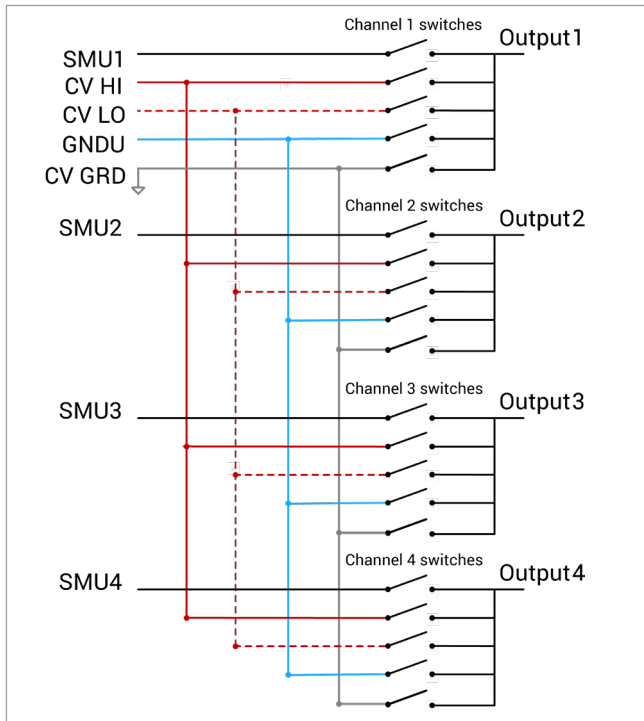 Channel 1 switches
Output1
SMU1
CV HI
CV LO
GNDU
CV GRD
Channel 2 switches
Output2
SMU2
Channel 3 switches
Output3
SMU3
Channel 4 switches
Output4
SMU4